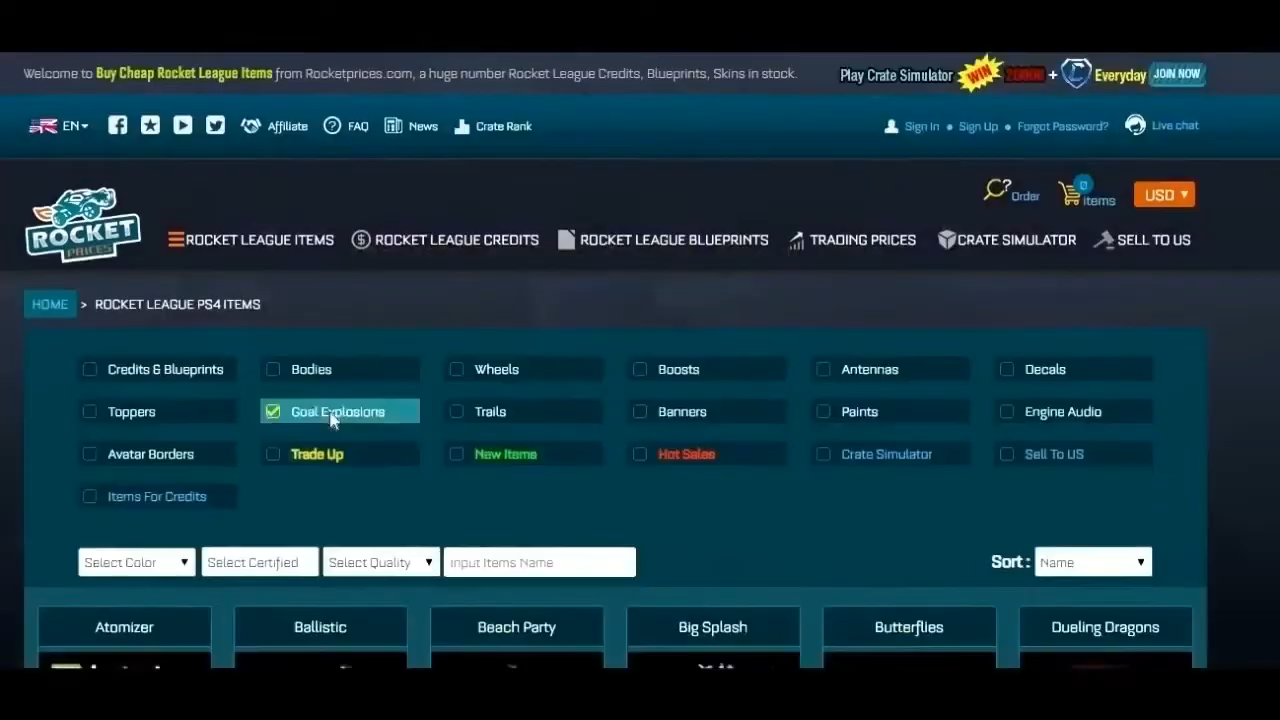 Welcome to Buy Cheap Rocket League Items from Rocketprices.com, a huge number Rocket League Credits, Blueprints, Skins in stock.
Play Crate Simulator WIN + Everyday JOIN NOW
EN
Affiliate
FAQ
News
Crate Rank
Sign In • Sign Up • Forgot Password?
Live chat
ROCKET
PRICES
Order
0
items
USD
ROCKET LEAGUE ITEMS
ROCKET LEAGUE CREDITS
ROCKET LEAGUE BLUEPRINTS
TRADING PRICES
CRATE SIMULATOR
SELL TO US
HOME > ROCKET LEAGUE PS4 ITEMS
Credits & Blueprints
Bodies
Wheels
Boosts
Antennas
Decals
Toppers
Goal Explosions
Trails
Banners
Paints
Engine Audio
Avatar Borders
Trade Up
New Items
Hot Sales
Crate Simulator
Sell To US
Items For Credits
Select Color
Select Certified
Select Quality
Input Items Name
Sort :
Name
Atomizer
Ballistic
Beach Party
Big Splash
Butterflies
Dueling Dragons